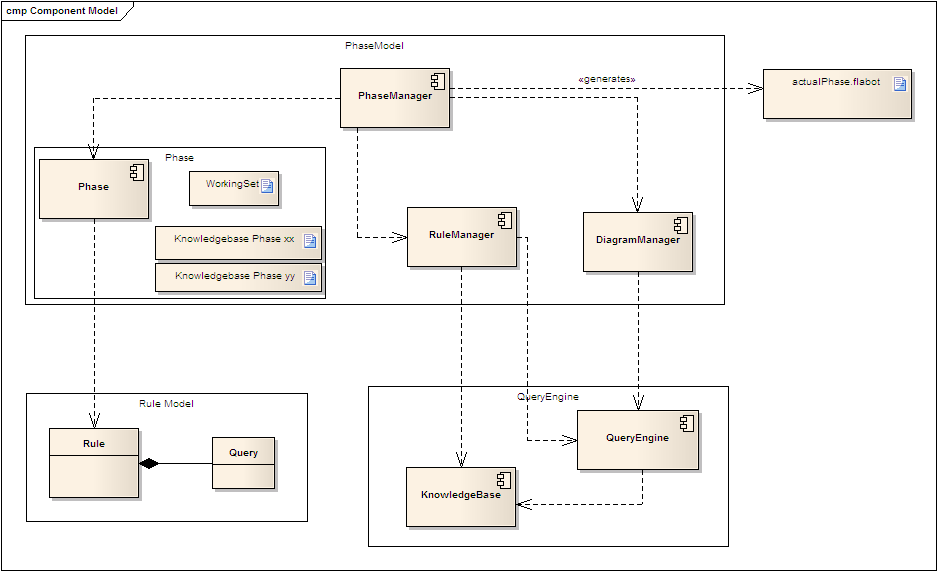 cmp Component Model
PhaseModel
PhaseManager
«generates»
actualPhase.flabot
Phase
Phase
WorkingSet
Knowledgebase Phase xx
Knowledgebase Phase yy
RuleManager
DiagramManager
Rule Model
Rule
Query
QueryEngine
QueryEngine
KnowledgeBase